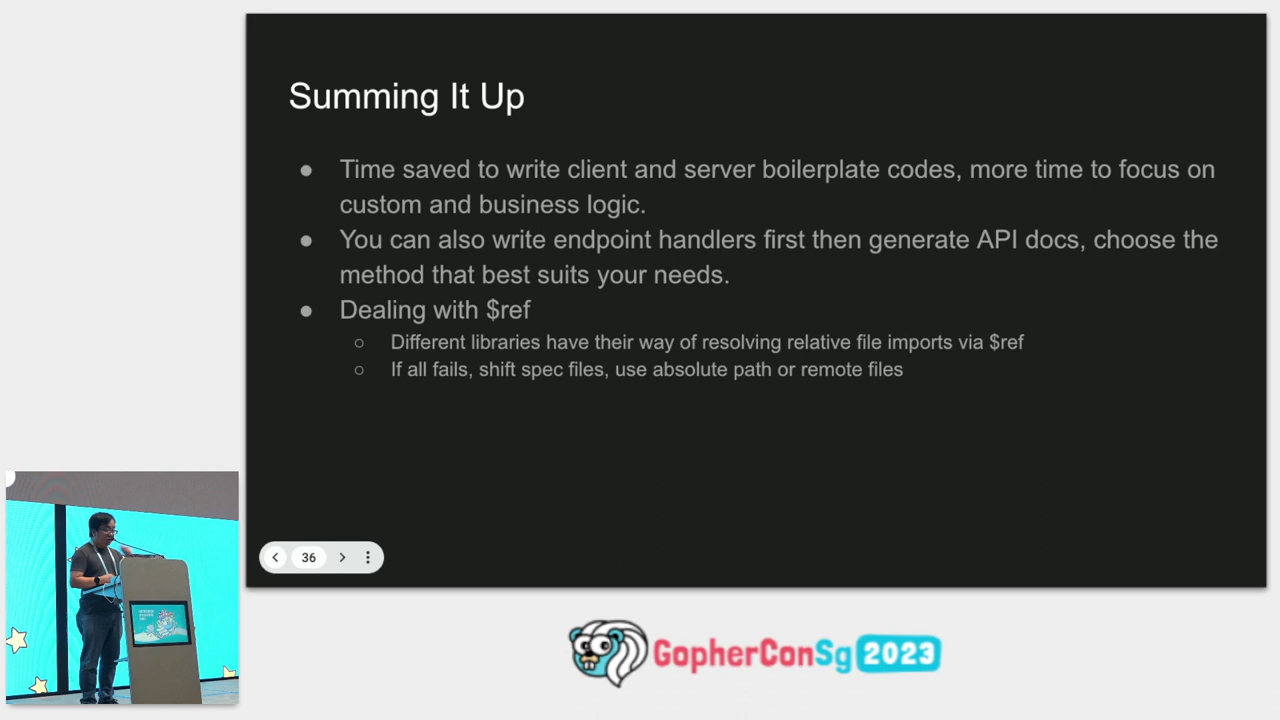 Summing It Up
● Time saved to write client and server boilerplate codes, more time to focus on
custom and business logic.
● You can also write endpoint handlers first then generate API docs, choose the
method that best suits your needs.
● Dealing with $ref
○ Different libraries have their way of resolving relative file imports via $ref
○ If all fails, shift spec files, use absolute path or remote files
36
GopherConSg 2023